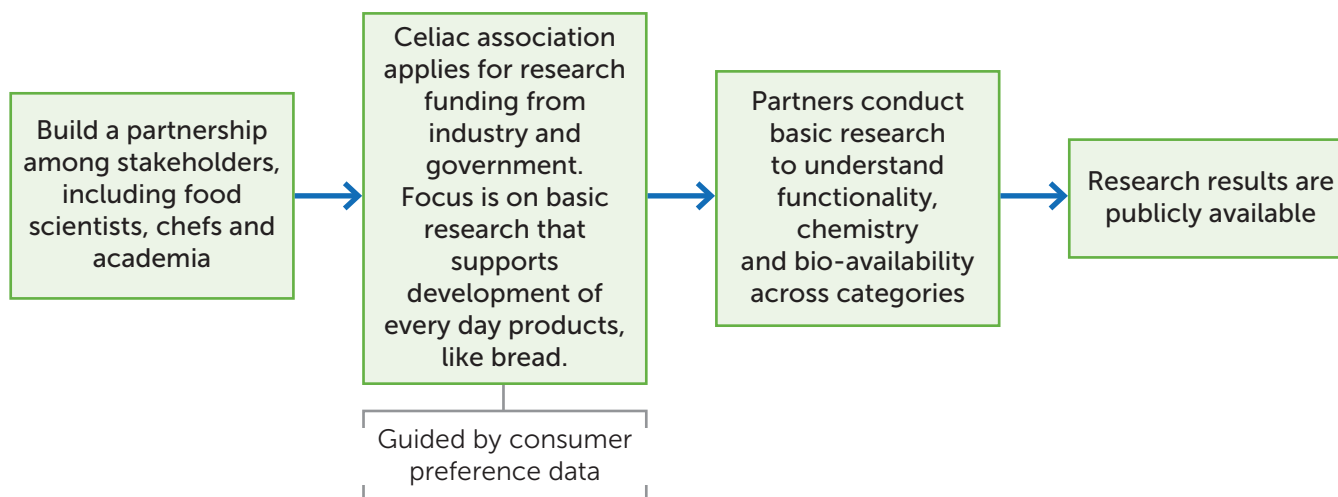 Build a partnership
among stakeholders,
including food
scientists, chefs and
academia
Celiac association
applies for research
funding from
industry and
government.
Focus is on basic
research that
supports
development of
every day products,
like bread.
Guided by consumer
preference data
Partners conduct
basic research
to understand
functionality,
chemistry
and bio-availability
across categories
Research results are
publicly available